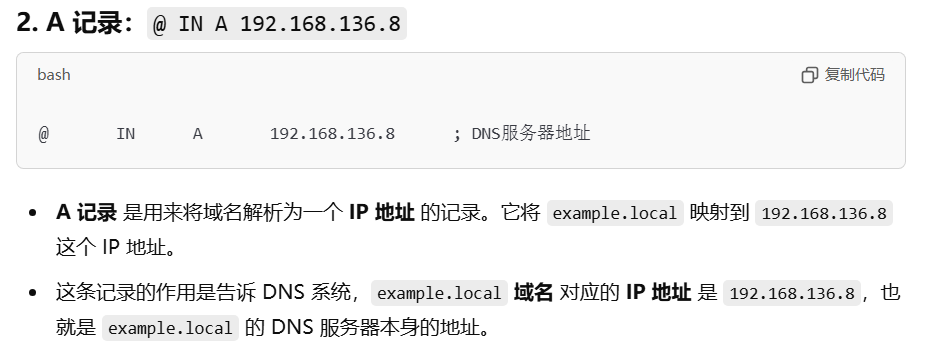 2. A 记录：@ IN A 192.168.136.8
bash 复制代码
@ IN A 192.168.136.8 ; DNS服务器地址
• A 记录 是用来将域名解析为一个 IP 地址 的记录。它将 example.local 映射到 192.168.136.8
这个 IP 地址。
• 这条记录的作用是告诉 DNS 系统，example.local 域名 对应的 IP 地址 是 192.168.136.8，也
就是 example.local 的 DNS 服务器本身的地址。